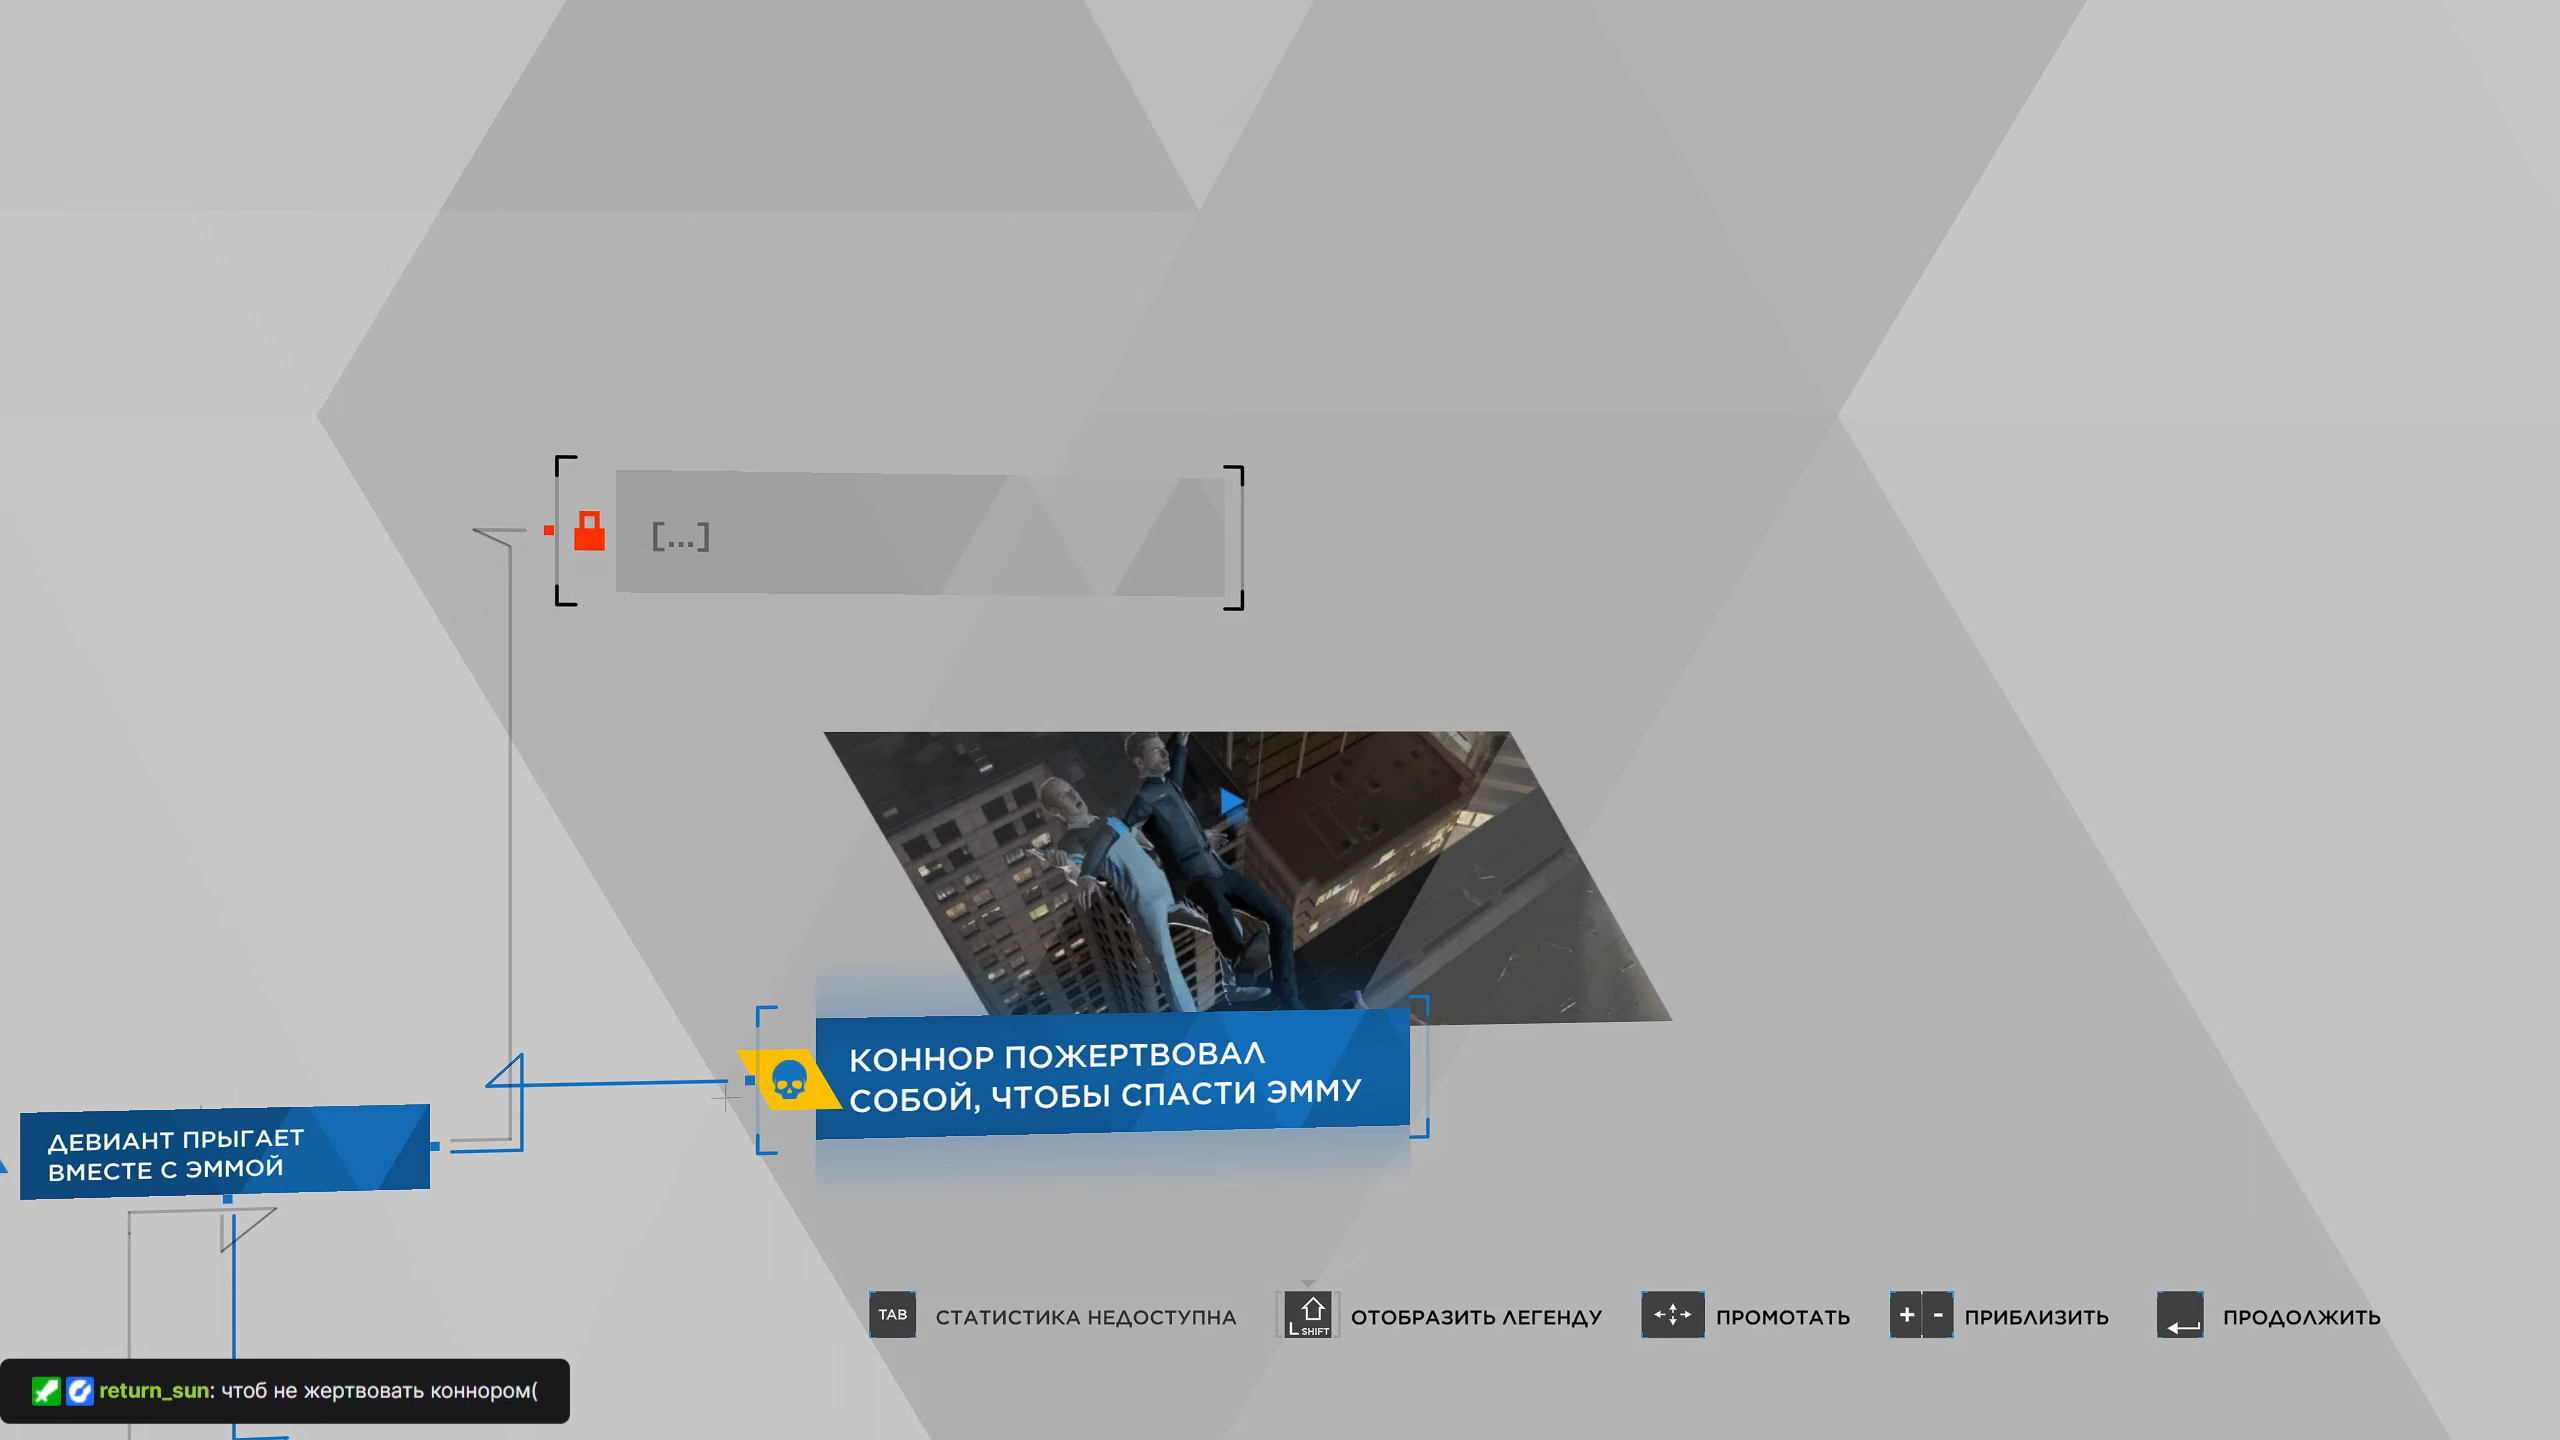 [...]
КОННОР ПОЖЕРТВОВАЛ
СОБОЙ, ЧТОБЫ СПАСТИ ЭММУ
ДЕВИАНТ ПРЫГАЕТ
ВМЕСТЕ С ЭММОЙ
TAB СТАТИСТИКА НЕДОСТУПНА L SHIFT ОТОБРАЗИТЬ ЛЕГЕНДУ ПРОМОТАТЬ + - ПРИБЛИЗИТЬ ПРОДОЛЖИТЬ
return_sun: чтоб не жертвовать коннором(